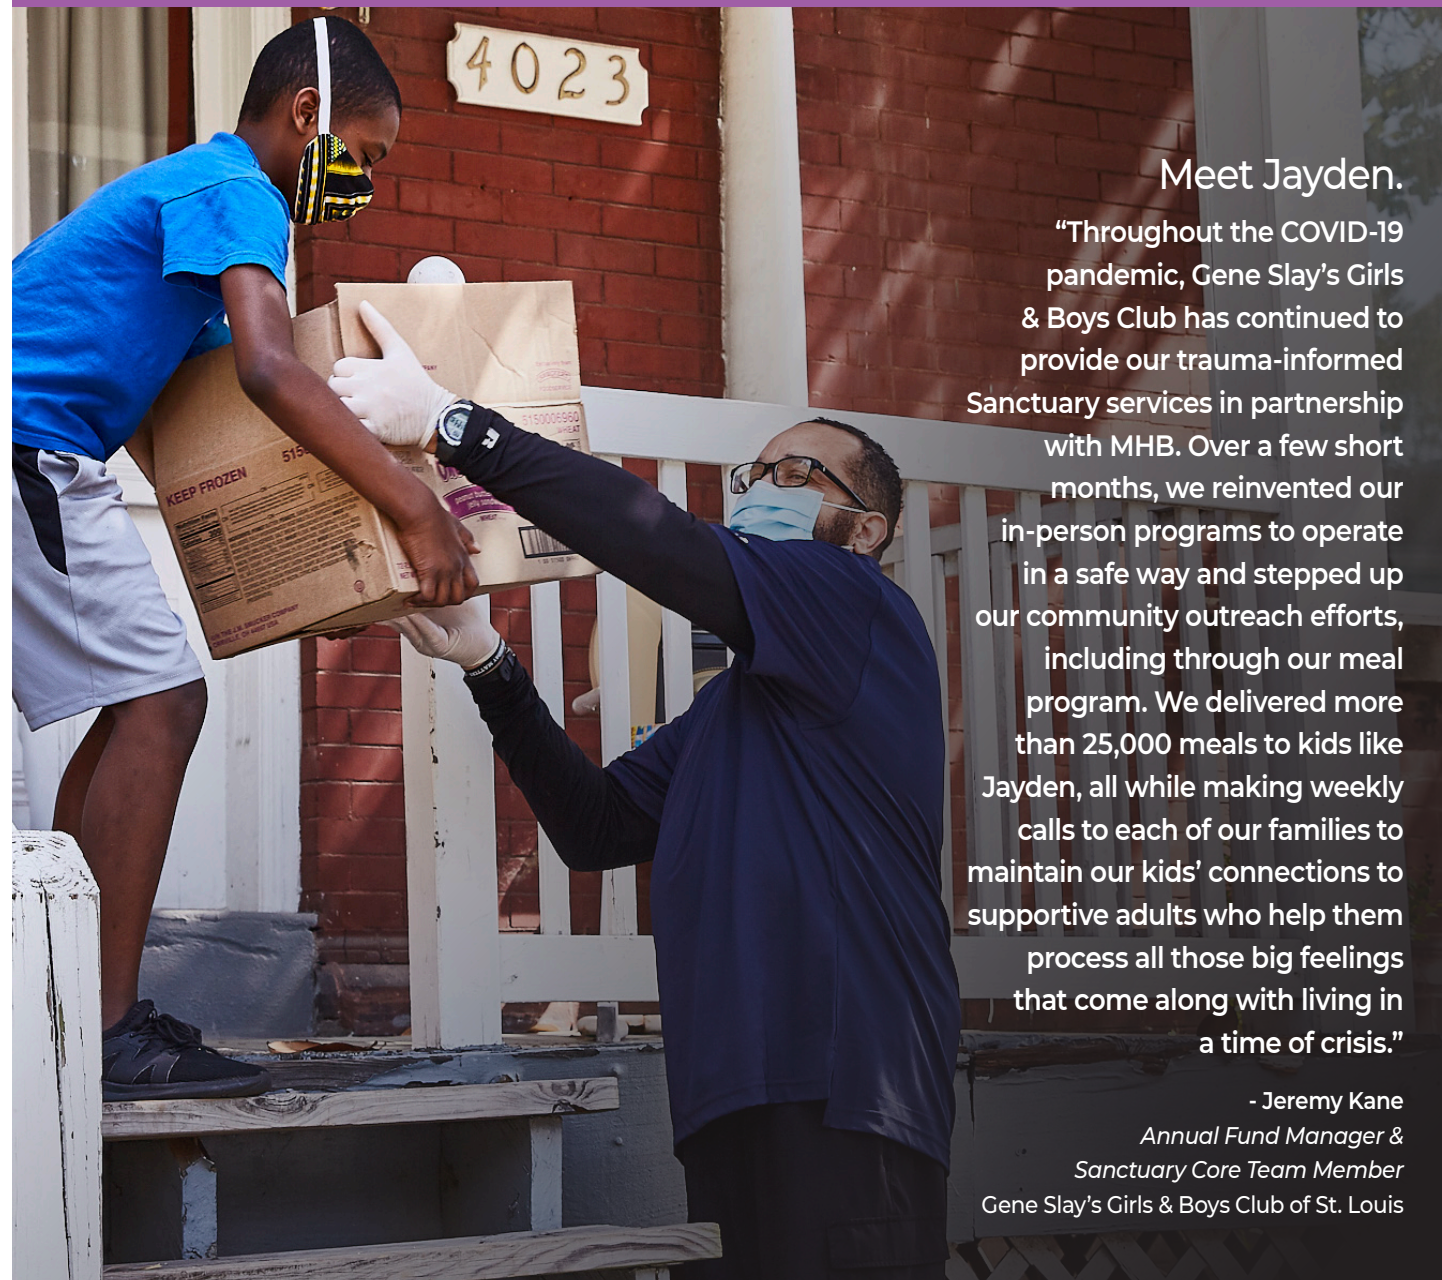 4023
Meet Jayden.
“Throughout the COVID-19
pandemic, Gene Slay’s Girls
& Boys Club has continued to
provide our trauma-informed
Sanctuary services in partnership
with MHB. Over a few short
months, we reinvented our
in-person programs to operate
in a safe way and stepped up
our community outreach efforts,
including through our meal
program. We delivered more
than 25,000 meals to kids like
Jayden, all while making weekly
calls to each of our families to
maintain our kids’ connections to
supportive adults who help them
process all those big feelings
that come along with living in
a time of crisis.”
- Jeremy Kane
Annual Fund Manager &
Sanctuary Core Team Member
Gene Slay’s Girls & Boys Club of St. Louis
5150006960
WHEAT
KEEP FROZEN